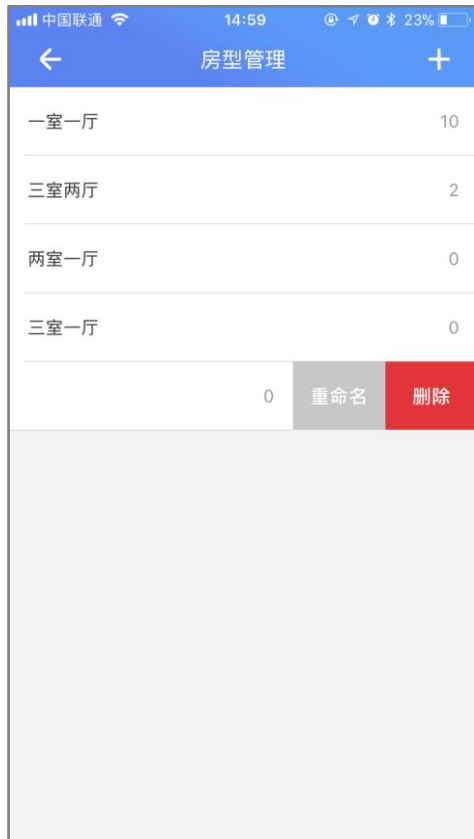 中国联通 14:59 23%
房型管理
一室一厅 10
三室两厅 2
两室一厅 0
三室一厅 0
0 重命名 删除